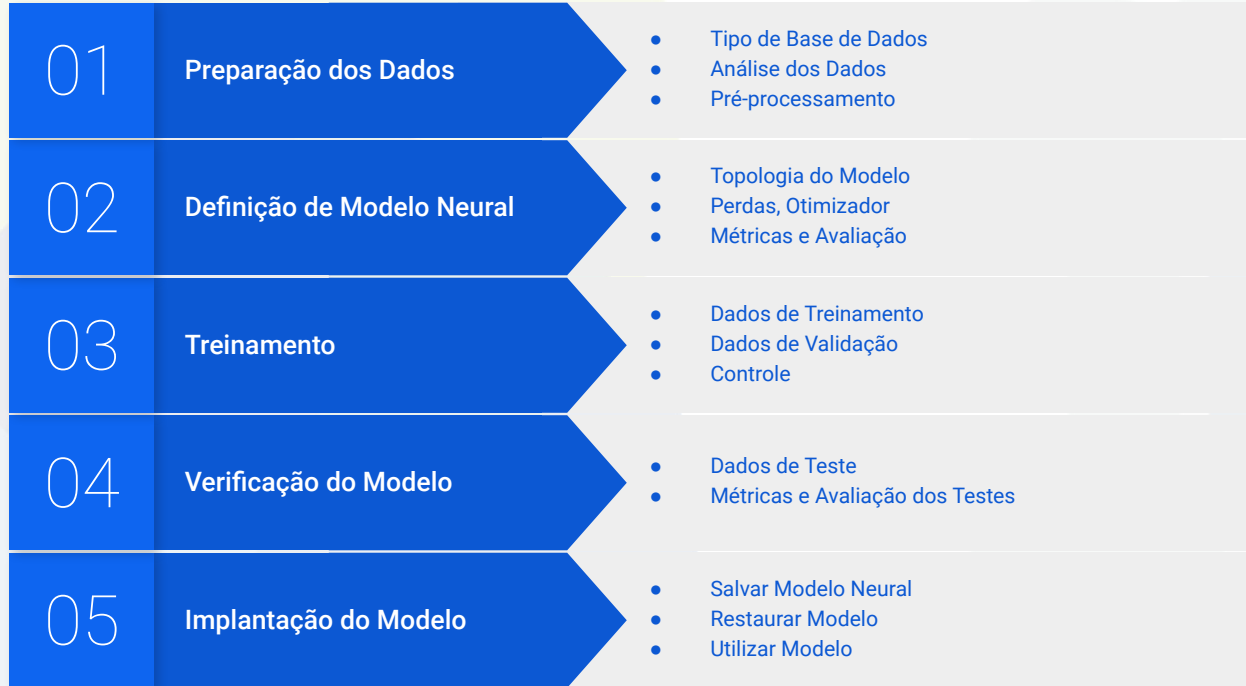 01
Preparação dos Dados
● Tipo de Base de Dados
● Análise dos Dados
● Pré-processamento
02
Definição de Modelo Neural
● Topologia do Modelo
● Perdas, Otimizador
● Métricas e Avaliação
03
Treinamento
● Dados de Treinamento
● Dados de Validação
● Controle
04
Verificação do Modelo
● Dados de Teste
● Métricas e Avaliação dos Testes
05
Implantação do Modelo
● Salvar Modelo Neural
● Restaurar Modelo
● Utilizar Modelo